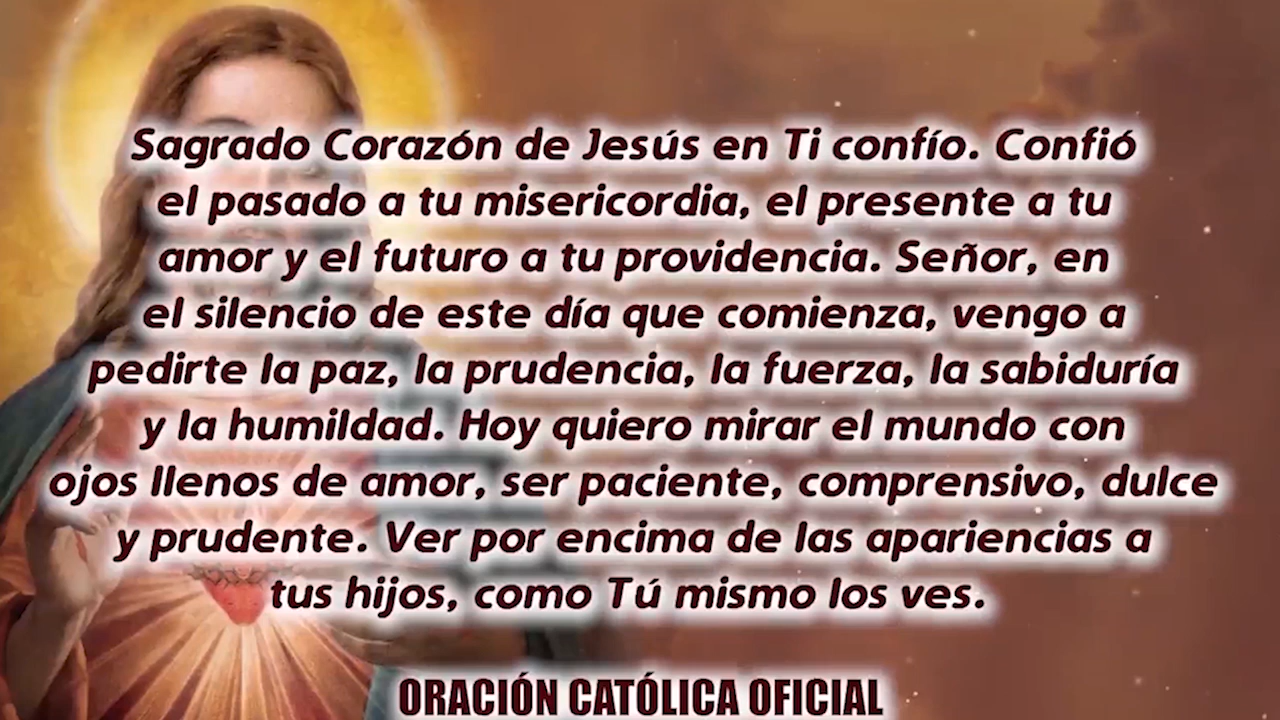 Sagrado Corazón de Jesús en Ti confío. Confió
el pasado a tu misericordia, el presente a tu
amor y el futuro a tu providencia. Señor, en
el silencio de este día que comienza, vengo a
pedirte la paz, la prudencia, la fuerza, la sabiduría
y la humildad. Hoy quiero mirar el mundo con
ojos llenos de amor, ser paciente, comprensivo, dulce
y prudente. Ver por encima de las apariencias a
tus hijos, como Tú mismo los ves.
ORACIÓN CATÓLICA OFICIAL